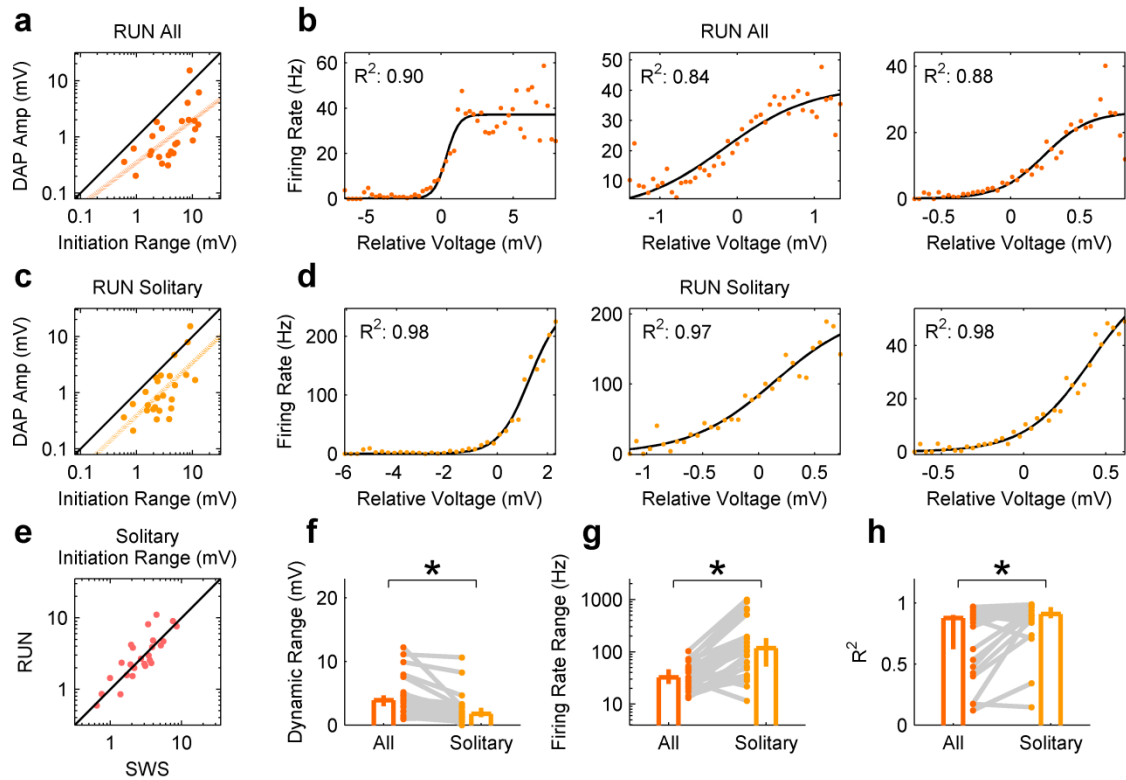 a
RUN All
DAP Amp (mV)
10
1
0.1
0.1
1
10
Initiation Range (mV)
b
RUN All
Firing Rate (Hz)
60
40
20
0
R²: 0.90
-5
0
5
Relative Voltage (mV)
50
40
30
20
10
R²: 0.84
-1
0
1
Relative Voltage (mV)
40
20
0
R²: 0.88
-0.5
0
0.5
Relative Voltage (mV)
c
RUN Solitary
DAP Amp (mV)
10
1
0.1
0.1
1
10
Initiation Range (mV)
d
RUN Solitary
Firing Rate (Hz)
200
100
0
R²: 0.98
-6
-4
-2
0
2
Relative Voltage (mV)
200
100
0
R²: 0.97
-1
-0.5
0
0.5
Relative Voltage (mV)
40
20
0
R²: 0.98
-0.5
0
0.5
Relative Voltage (mV)
e
Solitary
Initiation Range (mV)
RUN
10
1
1
10
SWS
f
Dynamic Range (mV)
20
10
0
*
All
Solitary
g
Firing Rate Range (Hz)
1000
100
10
*
All
Solitary
h
R²
1
0.5
0
*
All
Solitary